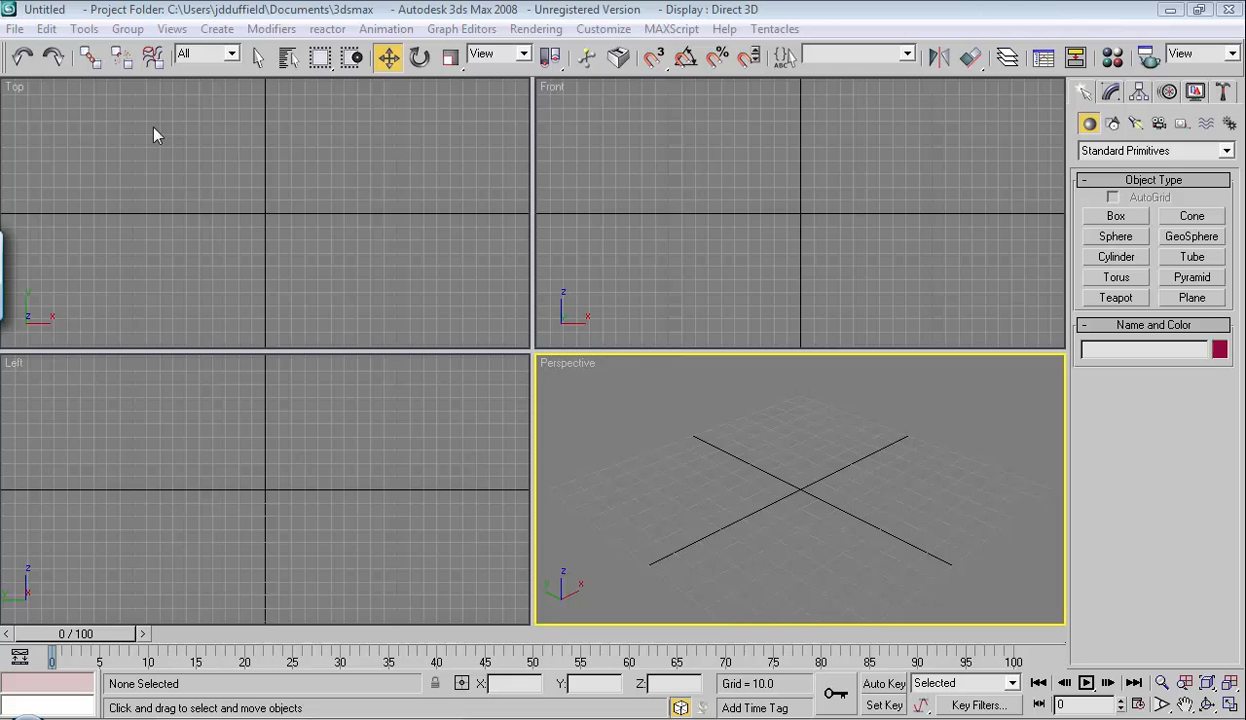 Untitled - Project Folder: C:\Users\jdduffield\Documents\3dsmax - Autodesk 3ds Max 2008 - Unregistered Version - Display : Direct 3D
File Edit Tools Group Views Create Modifiers reactor Animation Graph Editors Rendering Customize MAXScript Help Tentacles
All View 3 ABC View
Top
Front
Standard Primitives
- Object Type
AutoGrid
Box Cone
Sphere GeoSphere
Cylinder Tube
Torus Pyramid
Teapot Plane
- Name and Color
y
z x
z
x
Left
Perspective
z
x
z
x
< 0 / 100 >
0 5 10 15 20 25 30 35 40 45 50 55 60 65 70 75 80 85 90 95 100
None Selected X: Y: Z: Grid = 10.0 Auto Key Selected
Click and drag to select and move objects Add Time Tag Set Key Key Filters... 0